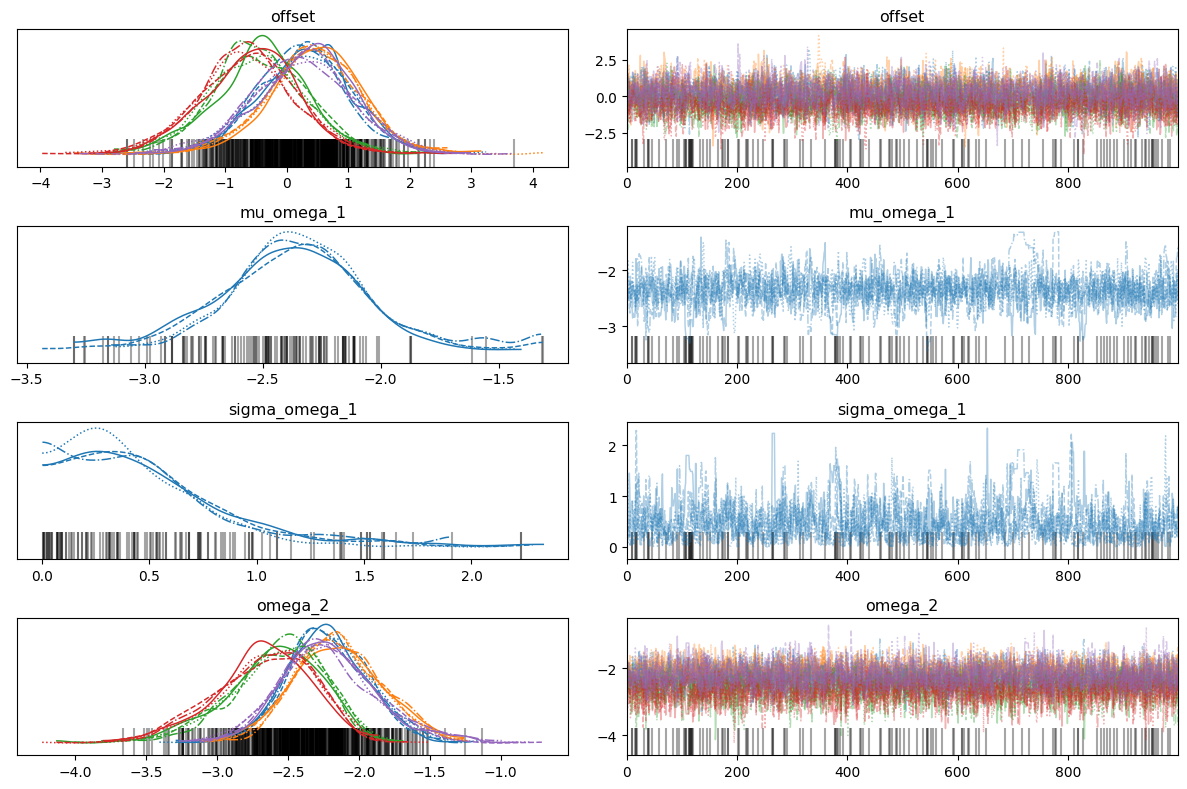 offset offset
−4 −3 −2 −1 0 1 2 3 4
2.5
0.0
−2.5
0 200 400 600 800
mu_omega_1 mu_omega_1
−3.5 −3.0 −2.5 −2.0 −1.5
−2
−3
0 200 400 600 800
sigma_omega_1 sigma_omega_1
0.0 0.5 1.0 1.5 2.0
2
1
0
0 200 400 600 800
omega_2 omega_2
−4.0 −3.5 −3.0 −2.5 −2.0 −1.5 −1.0
−2
−4
0 200 400 600 800